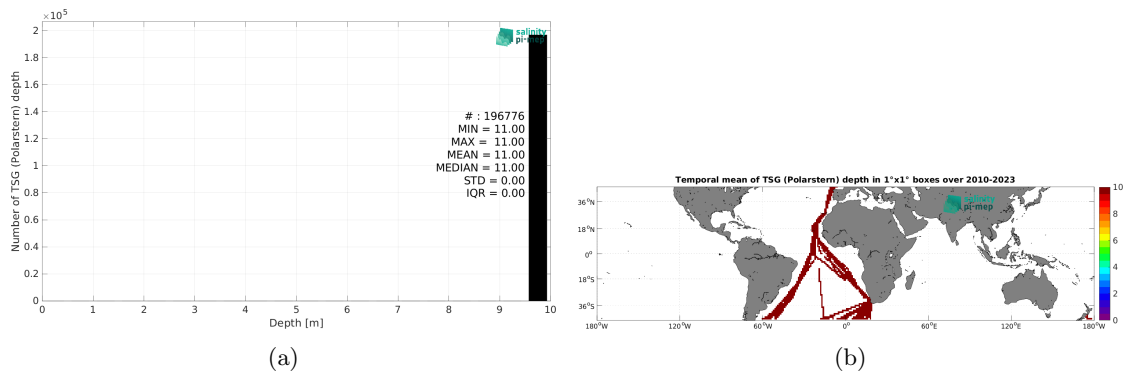 ×10⁵
2
1.8
1.6
1.4
1.2
1
0.8
0.6
0.4
0.2
0
Number of TSG (Polarstern) depth
salinity
pi-mep
# : 196776
MIN = 11.00
MAX = 11.00
MEAN = 11.00
MEDIAN = 11.00
STD = 0.00
IQR = 0.00
0 1 2 3 4 5 6 7 8 9 10
Depth [m]
(a)
Temporal mean of TSG (Polarstern) depth in 1°x1° boxes over 2010-2023
36°N
18°N
0°
18°S
36°S
salinity
pi-mep
180°W 120°W 60°W 0° 60°E 120°E 180°W
10
8
6
4
2
0
(b)